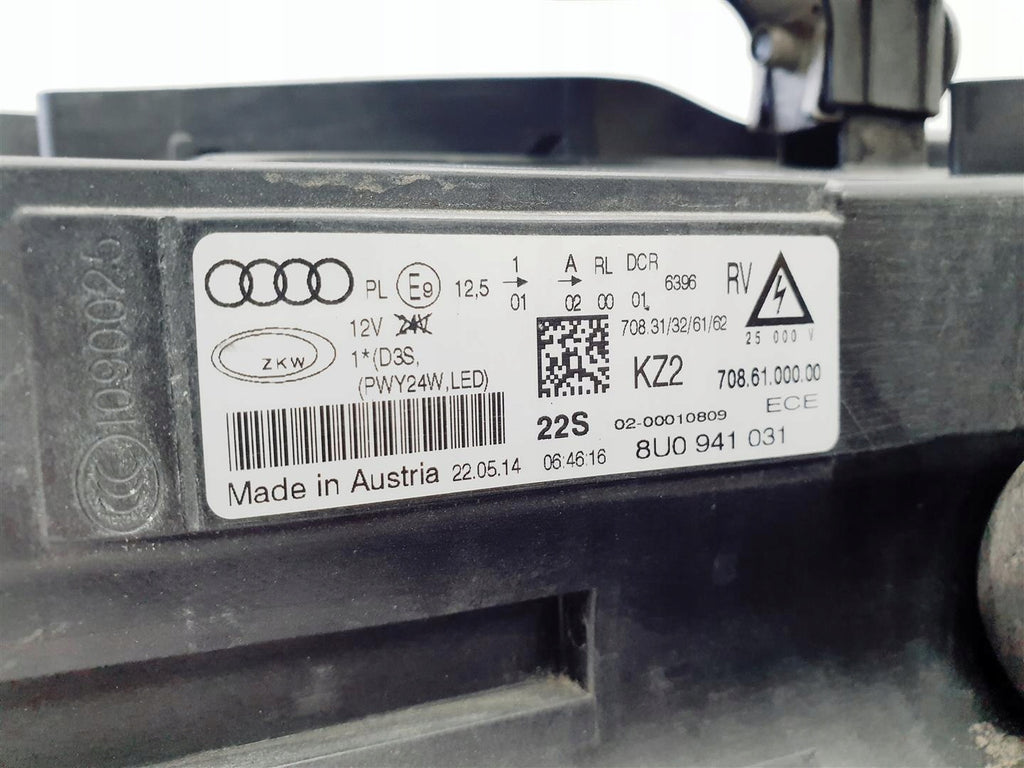 PL E9 12,5 1 A RL DCR
01 02 00 01 6396 RV
12V 24V
ZKW
1*(D3S,
(PWY24W,LED)
708.31/32/61/62
25 000 V
KZ2 708.61.000.00
ECE
22S 02-00010809
Made in Austria 22.05.14 06:46:16 8U0 941 031